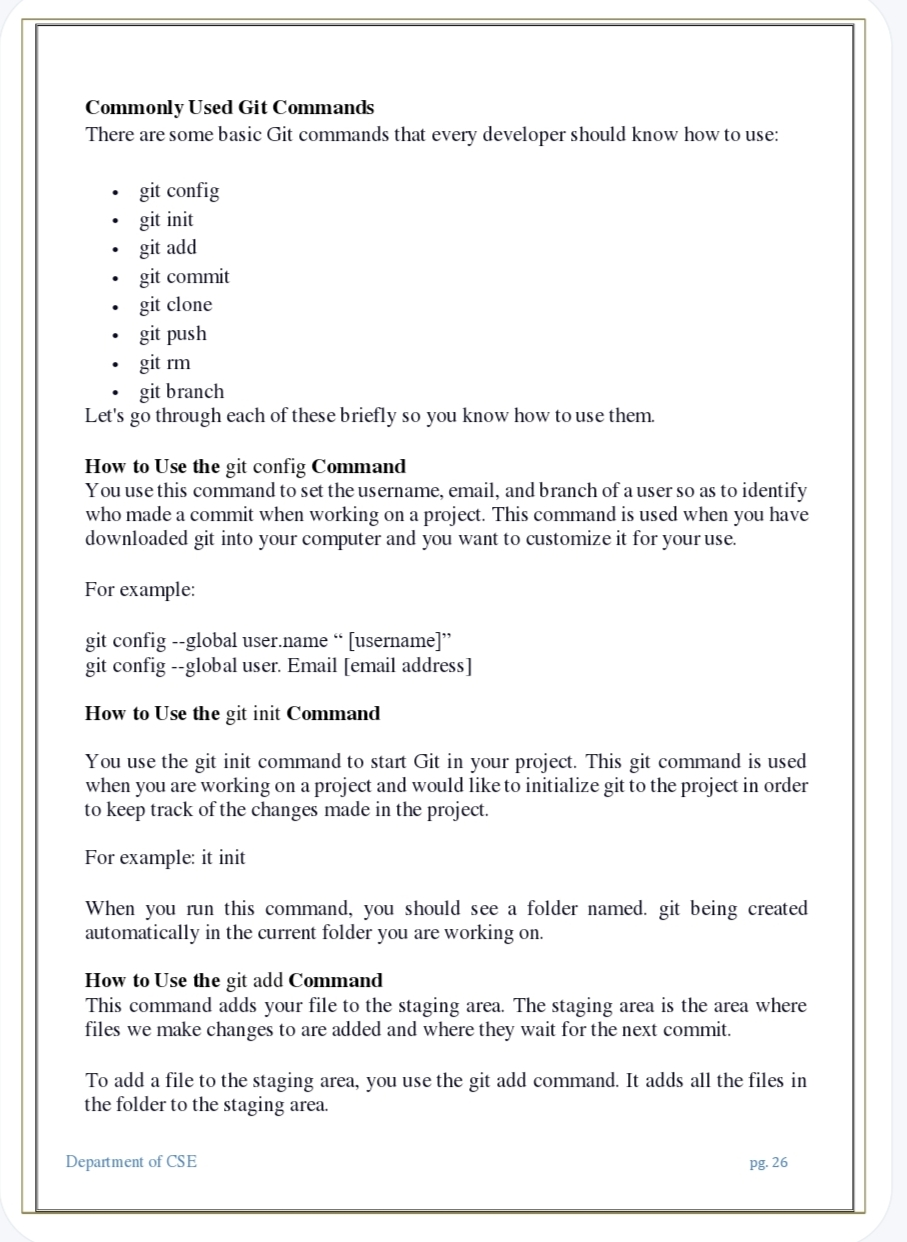 Commonly Used Git Commands
There are some basic Git commands that every developer should know how to use:
• git config
• git init
• git add
• git commit
• git clone
• git push
• git rm
• git branch
Let's go through each of these briefly so you know how to use them.
How to Use the git config Command
You use this command to set the username, email, and branch of a user so as to identify
who made a commit when working on a project. This command is used when you have
downloaded git into your computer and you want to customize it for your use.
For example:
git config --global user.name “ [username]”
git config --global user. Email [email address]
How to Use the git init Command
You use the git init command to start Git in your project. This git command is used
when you are working on a project and would like to initialize git to the project in order
to keep track of the changes made in the project.
For example: it init
When you run this command, you should see a folder named. git being created
automatically in the current folder you are working on.
How to Use the git add Command
This command adds your file to the staging area. The staging area is the area where
files we make changes to are added and where they wait for the next commit.
To add a file to the staging area, you use the git add command. It adds all the files in
the folder to the staging area.
Department of CSE
pg. 26